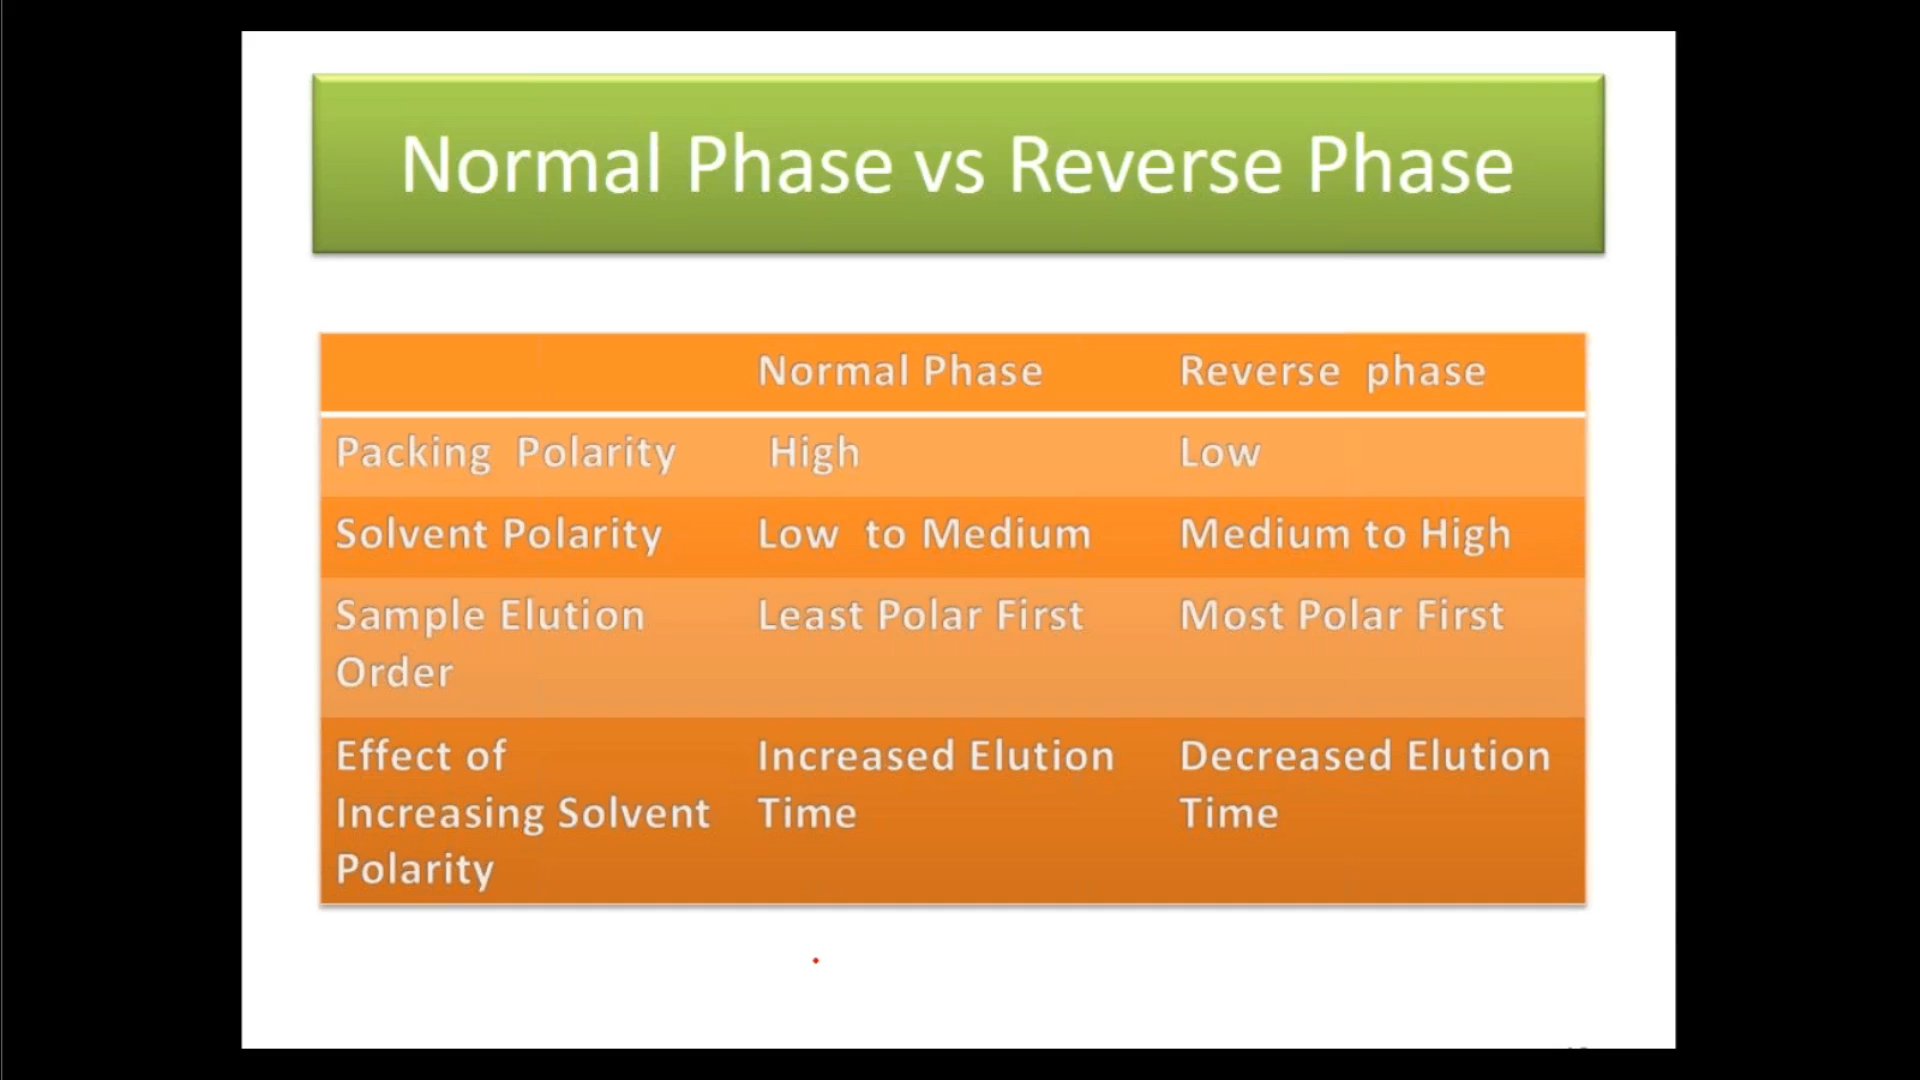 Normal Phase vs Reverse Phase
Normal Phase Reverse phase
Packing Polarity High Low
Solvent Polarity Low to Medium Medium to High
Sample Elution Least Polar First Most Polar First
Order
Effect of Increased Elution Decreased Elution
Increasing Solvent Time Time
Polarity